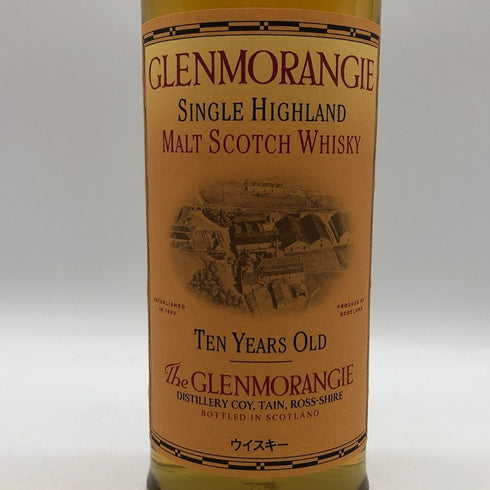 GLENMORANGIE
SINGLE HIGHLAND
MALT SCOTCH WHISKY
ESTABLISHED
IN 1843
PRODUCE OF
SCOTLAND
TEN YEARS OLD
The GLENMORANGIE
DISTILLERY COY, TAIN, ROSS-SHIRE
BOTTLED IN SCOTLAND
ウイスキー